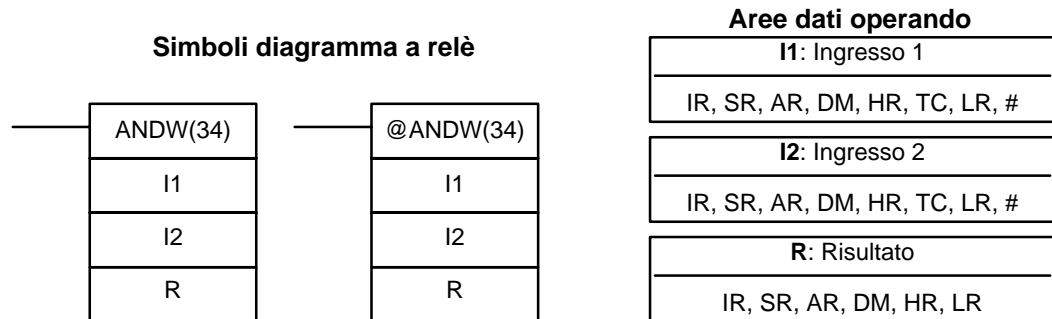 Simboli diagramma a relè
ANDW(34)
I1
I2
R
@ANDW(34)
I1
I2
R
Aree dati operando
I1: Ingresso 1
IR, SR, AR, DM, HR, TC, LR, #
I2: Ingresso 2
IR, SR, AR, DM, HR, TC, LR, #
R: Risultato
IR, SR, AR, DM, HR, LR